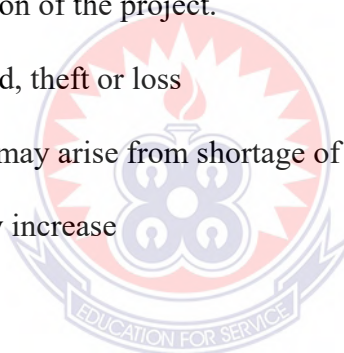 on of the project.
d, theft or loss
may arise from shortage of
y increase
EDUCATION FOR SERVICE